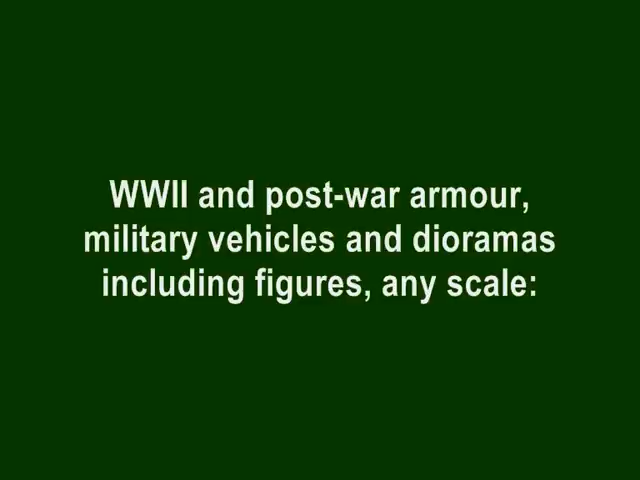 WWII and post-war armour,
military vehicles and dioramas
including figures, any scale: